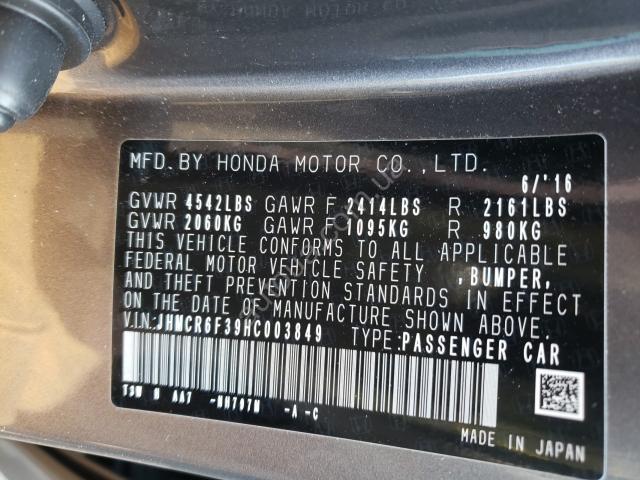 MFD. BY HONDA MOTOR CO., LTD.
6/'16
GVWR 4542LBS GAWR F 2414LBS R 2161LBS
GVWR 2060KG GAWR F 1095KG R 980KG
THIS VEHICLE CONFORMS TO ALL APPLICABLE
FEDERAL MOTOR VEHICLE SAFETY ,BUMPER,
AND THEFT PREVENTION STANDARDS IN EFFECT
ON THE DATE OF MANUFACTURE SHOWN ABOVE.
V.I.N:JHMCR6F39HC003849 TYPE:PASSENGER CAR
-A -C
MADE IN JAPAN